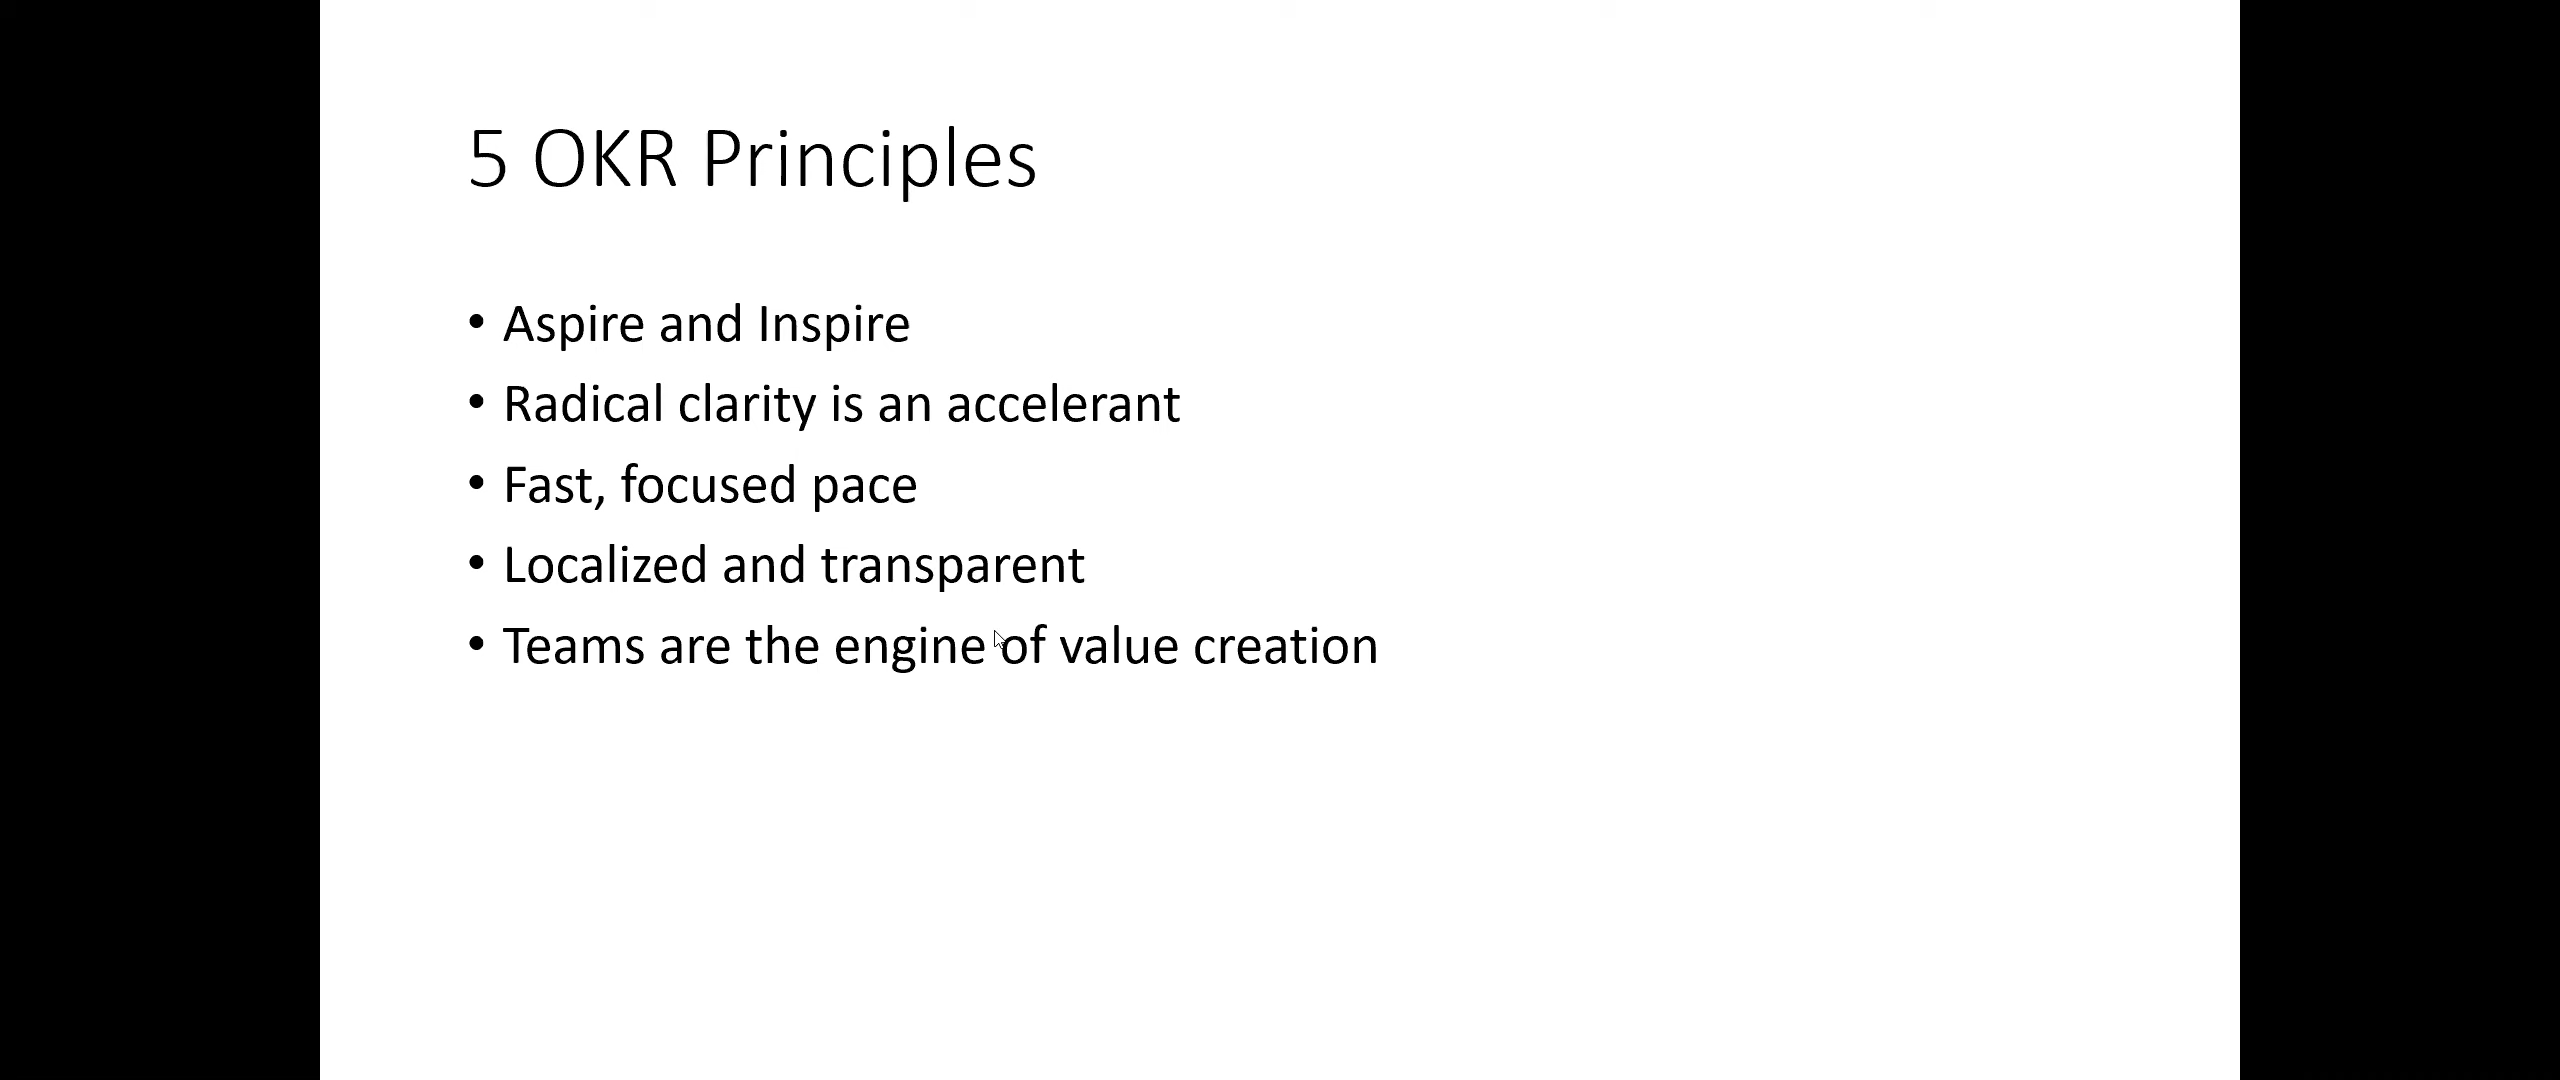 5 OKR Principles
• Aspire and Inspire
• Radical clarity is an accelerant
• Fast, focused pace
• Localized and transparent
• Teams are the engine of value creation